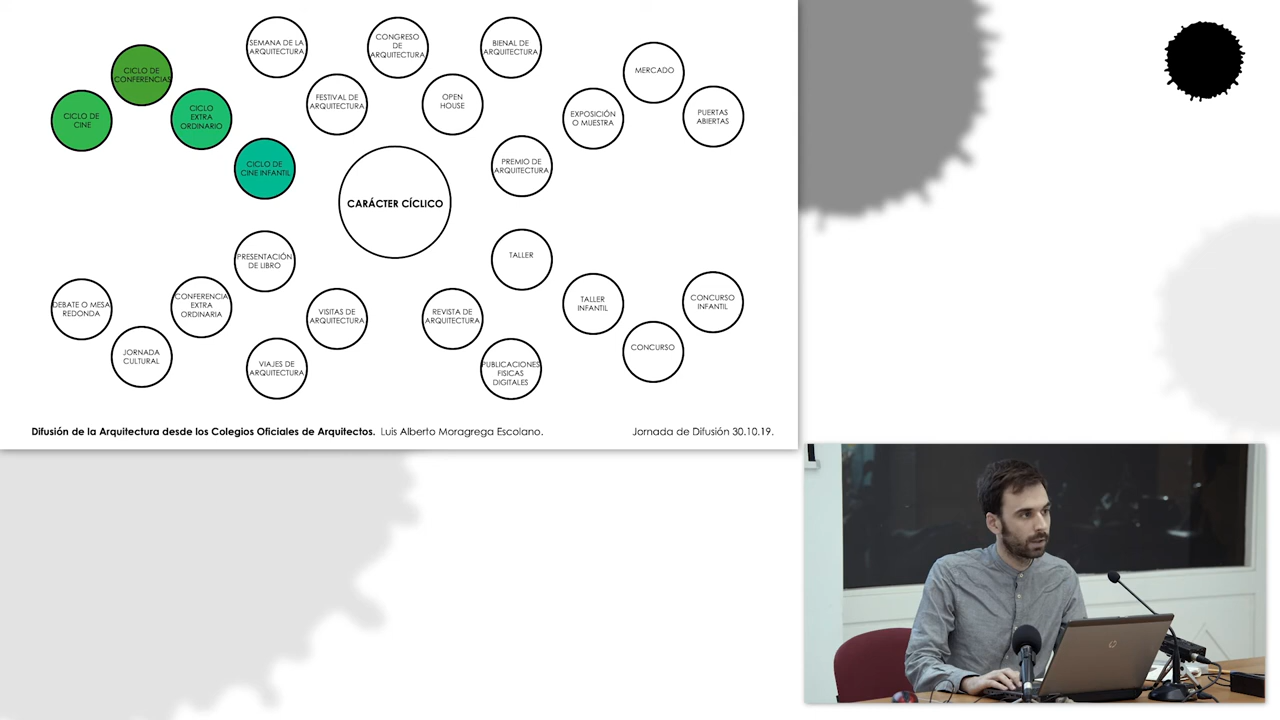 SEMANA DE LA
ARQUITECTURA
CONGRESO
DE
ARQUITECTURA
BIENAL DE
ARQUITECTURA
CICLO DE
CONFERENCIAS
MERCADO
FESTIVAL DE
ARQUITECTURA
OPEN
HOUSE
CICLO DE
CINE
CICLO
EXTRA
ORDINARIO
EXPOSICIÓN
O MUESTRA
PUERTAS
ABIERTAS
CICLO DE
CINE INFANTIL
PREMIO DE
ARQUITECTURA
CARÁCTER CÍCLICO
PRESENTACIÓN
DE LIBRO
TALLER
DEBATE O MESA
REDONDA
CONFERENCIA
EXTRA
ORDINARIA
VISITAS DE
ARQUITECTURA
REVISTA DE
ARQUITECTURA
TALLER
INFANTIL
CONCURSO
INFANTIL
JORNADA
CULTURAL
VIAJES DE
ARQUITECTURA
PUBLICACIONES
FISICAS
DIGITALES
CONCURSO
Difusión de la Arquitectura desde los Colegios Oficiales de Arquitectos. Luis Alberto Moragrega Escolano.
Jornada de Difusión 30.10.19.